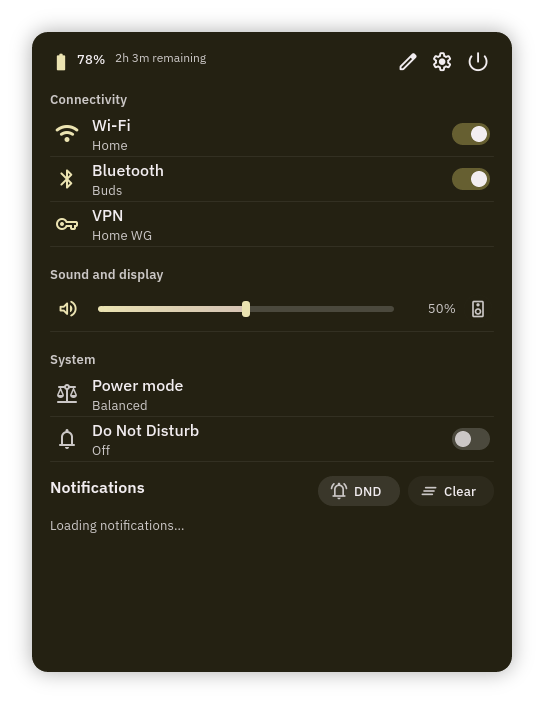 78% 2h 3m remaining
Connectivity
Wi-Fi
Home
Bluetooth
Buds
VPN
Home WG
Sound and display
50%
System
Power mode
Balanced
Do Not Disturb
Off
Notifications DND Clear
Loading notifications...